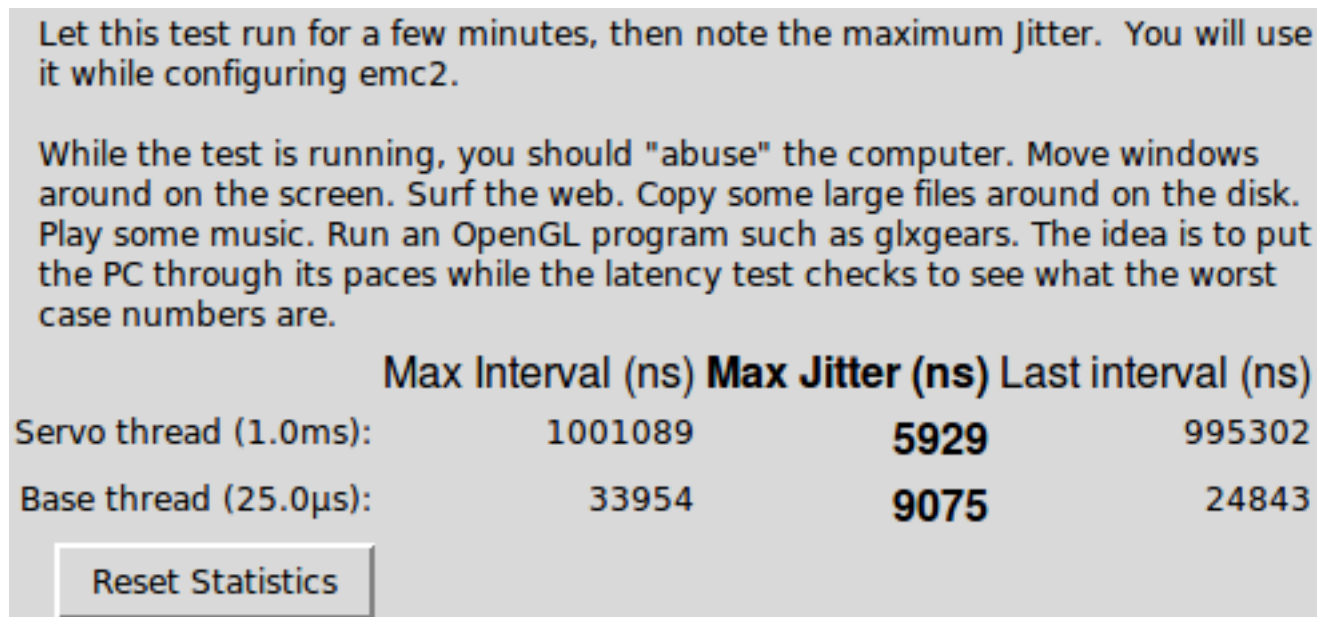 Let this test run for a few minutes, then note the maximum Jitter.  You will use
it while configuring emc2.
While the test is running, you should "abuse" the computer. Move windows
around on the screen. Surf the web. Copy some large files around on the disk.
Play some music. Run an OpenGL program such as glxgears. The idea is to put
the PC through its paces while the latency test checks to see what the worst
case numbers are.
Max Interval (ns) Max Jitter (ns) Last interval (ns)
Servo thread (1.0ms): 1001089 5929 995302
Base thread (25.0µs): 33954 9075 24843
Reset Statistics